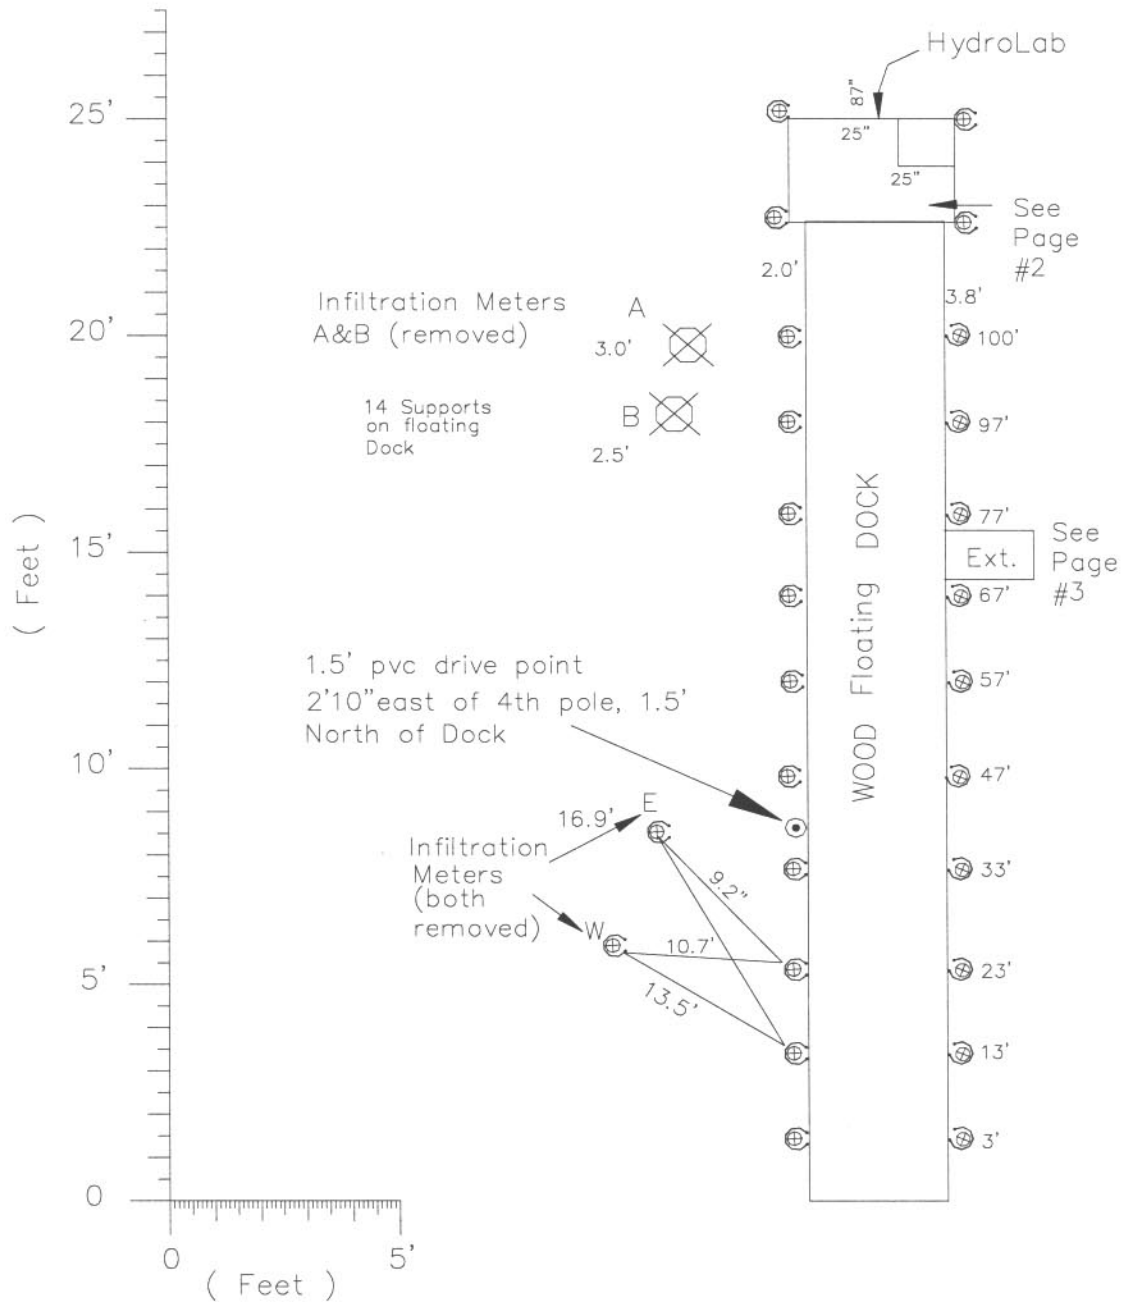 HydroLab
25'
87"
25"
25"
See
Page
#2
2.0'
3.8'
Infiltration Meters
A&B (removed)
A
3.0'
20'
100'
14 Supports
on floating
Dock
B
2.5'
97'
WOOD Floating DOCK
77'
(Feet)
15'
Ext.
See
Page
#3
67'
1.5' pvc drive point
2'10"east of 4th pole, 1.5'
North of Dock
57'
10'
47'
16.9'
E
Infiltration
Meters
(both
removed)
9.2"
33'
W
10.7'
13.5'
5'
23'
13'
3'
0
0
5'
(Feet)